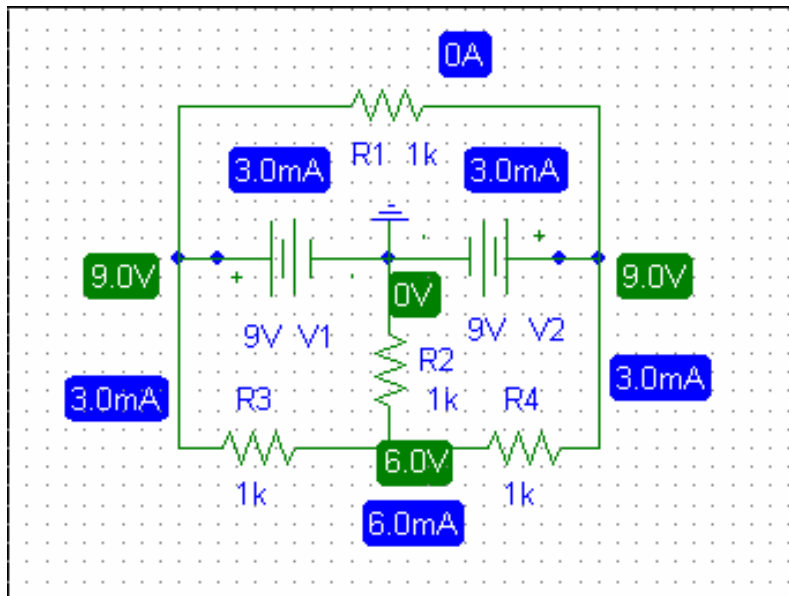 0A
R1 1k
3.0mA
3.0mA
9.0V
0V
9.0V
9V V1
9V V2
R2
1k
3.0mA
3.0mA
R3
R4
6.0V
1k
1k
6.0mA